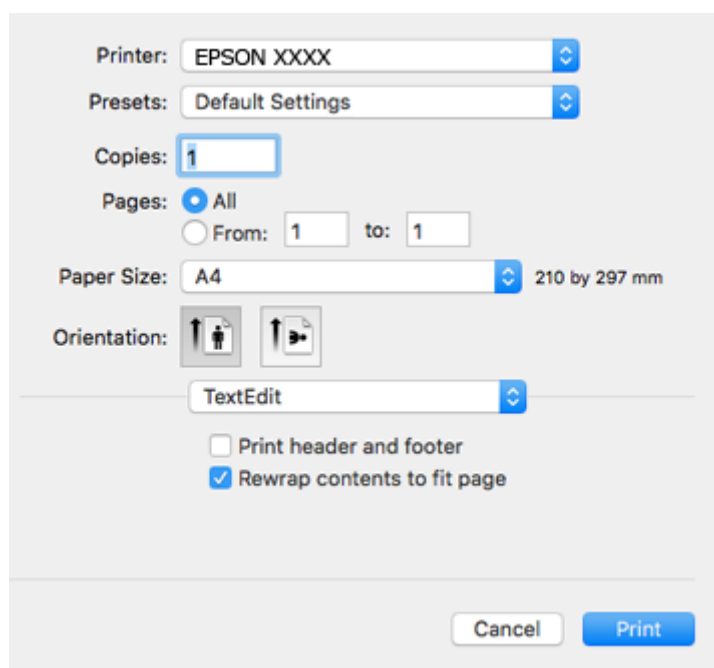 Printer: EPSON XXXX
Presets: Default Settings
Copies: 1
Pages: All
From: 1 to: 1
Paper Size: A4 210 by 297 mm
Orientation:
TextEdit
Print header and footer
Rewrap contents to fit page
Cancel Print